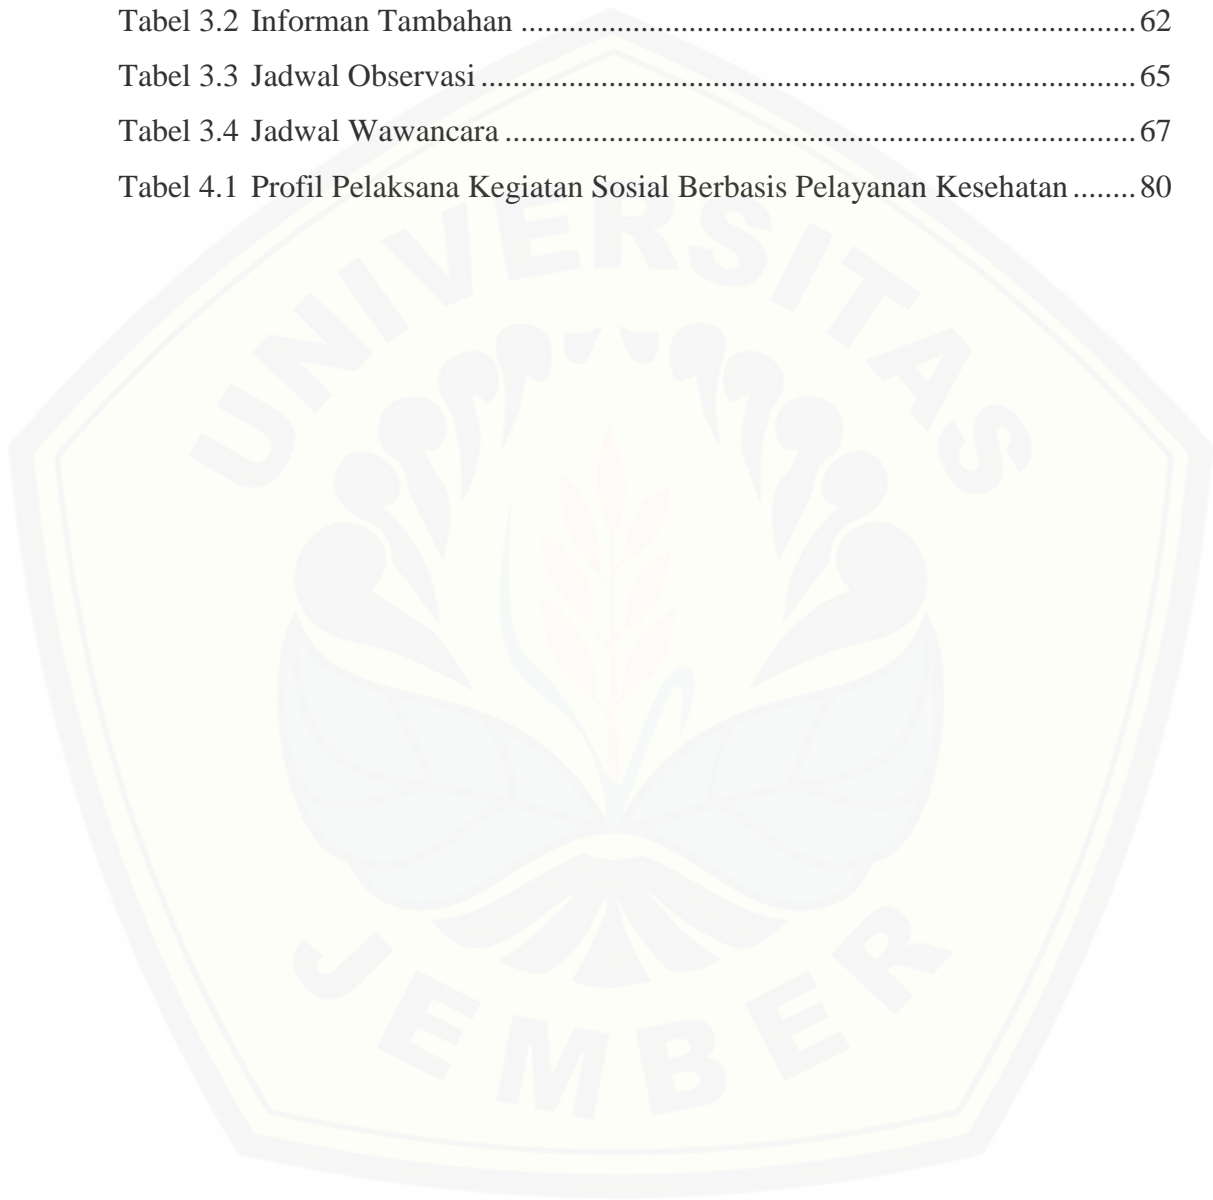 Tabel 3.2 Informan Tambahan ............................................................................ 62
Tabel 3.3 Jadwal Observasi ................................................................................. 65
Tabel 3.4 Jadwal Wawancara .............................................................................. 67
Tabel 4.1 Profil Pelaksana Kegiatan Sosial Berbasis Pelayanan Kesehatan ........ 80
UNIVERSITAS
JEMBER